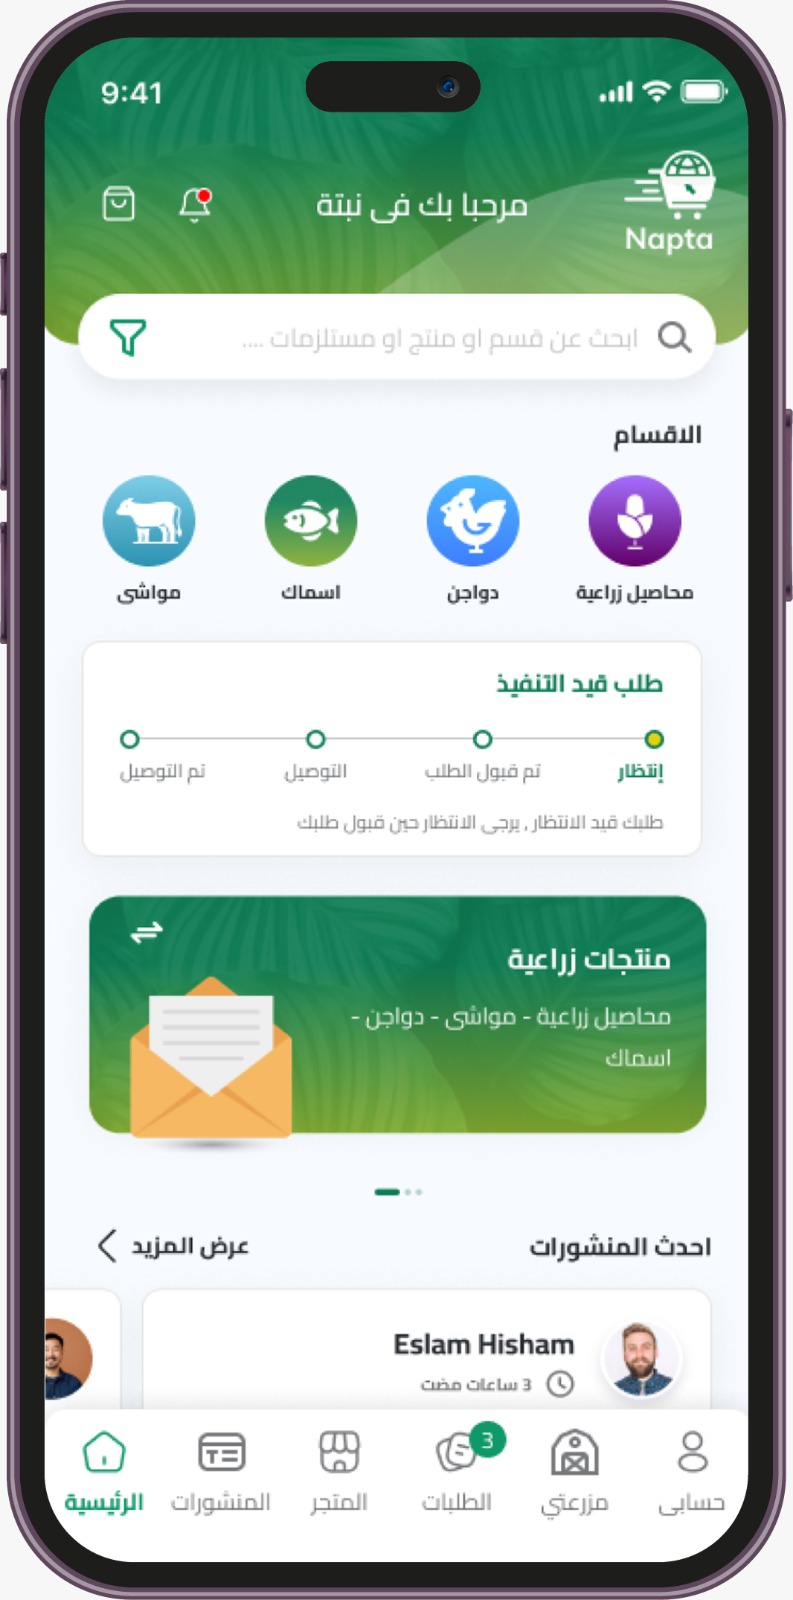 9:41
Napta
مرحبا بك فى نبتة
ابحث عن قسم او منتج او مستلزمات ....
الاقسام
محاصيل زراعية
دواجن
اسماك
مواشى
طلب قيد التنفيذ
إنتظار
تم قبول الطلب
التوصيل
تم التوصيل
طلبك قيد الانتظار , يرجى الانتظار حين قبول طلبك
منتجات زراعية
محاصيل زراعية - مواشى - دواجن -
اسماك
احدث المنشورات
عرض المزيد
Eslam Hisham
3 ساعات مضت
حسابى
مزرعتي
3
الطلبات
المتجر
المنشورات
الرئيسية